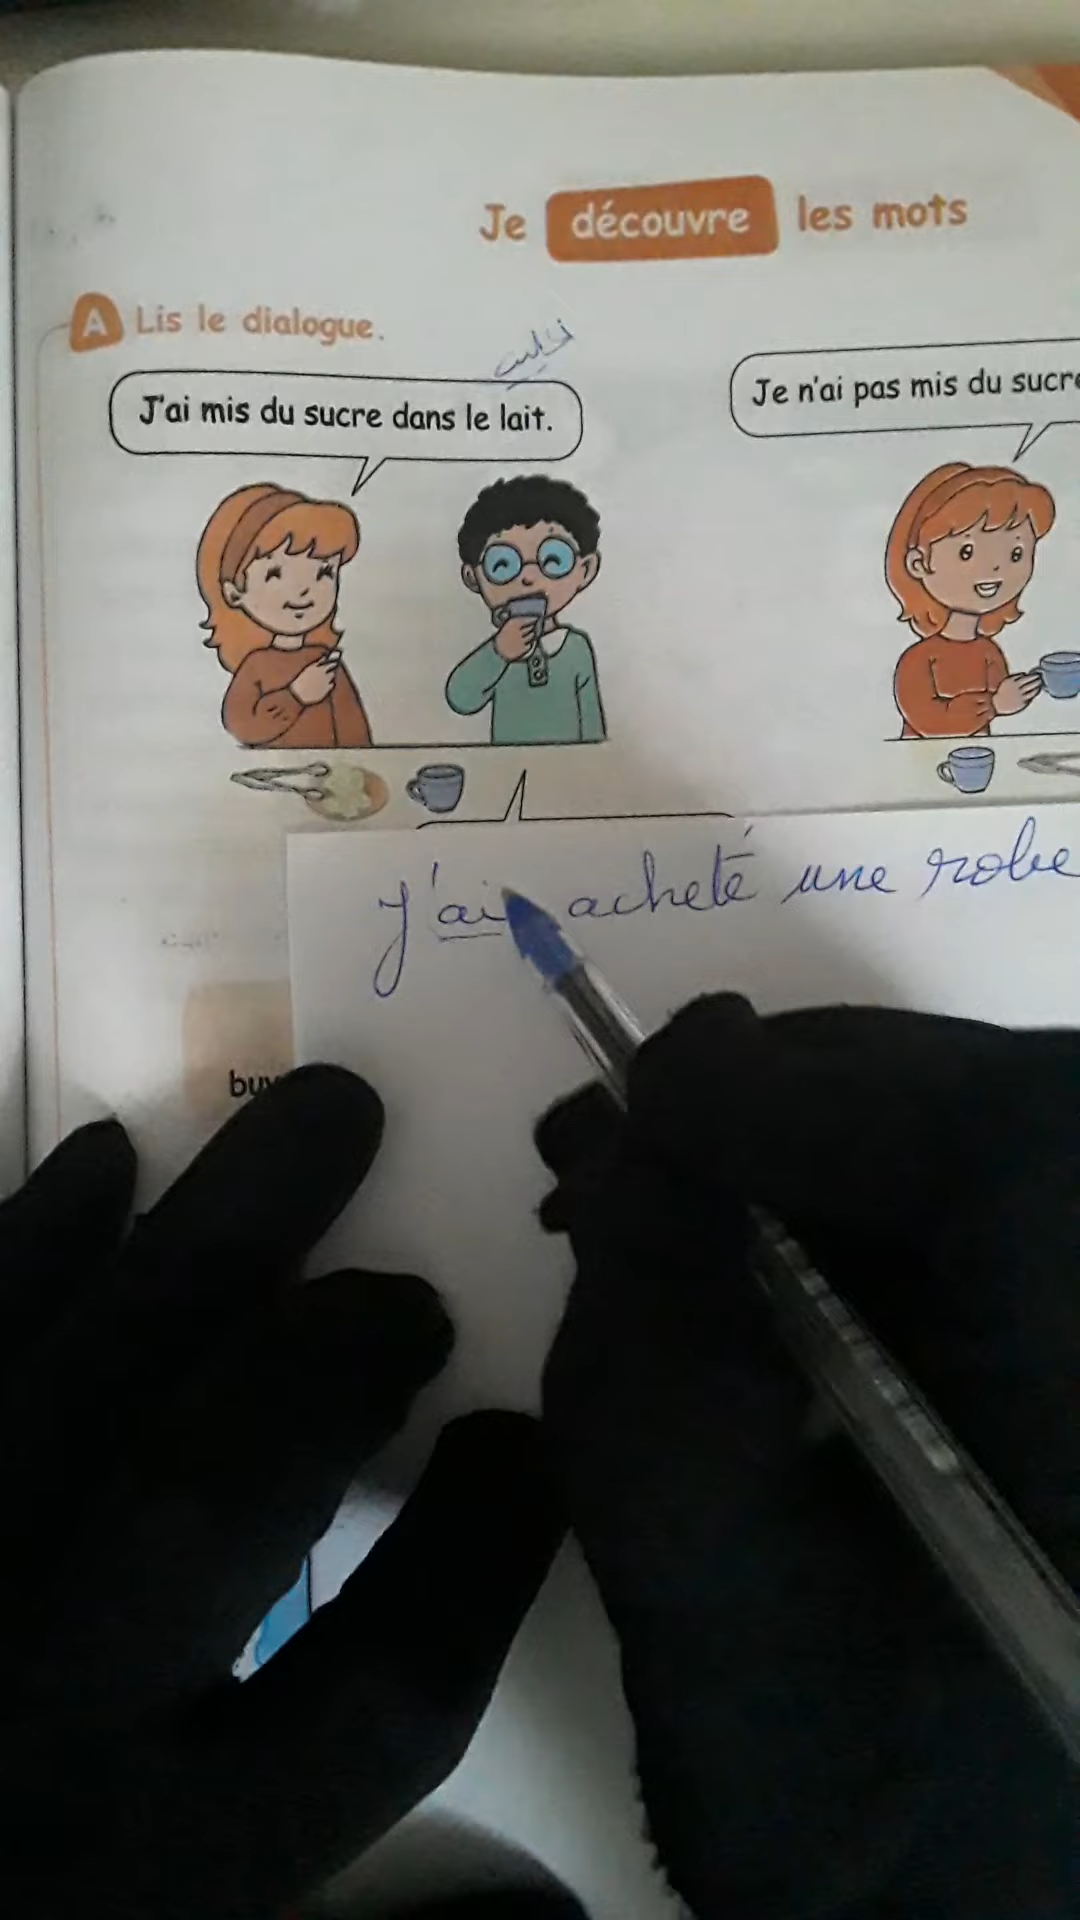 Je découvre les mots
A Lis le dialogue.
J'ai mis du sucre dans le lait.
Je n'ai pas mis du sucre
J'ai acheté une robe